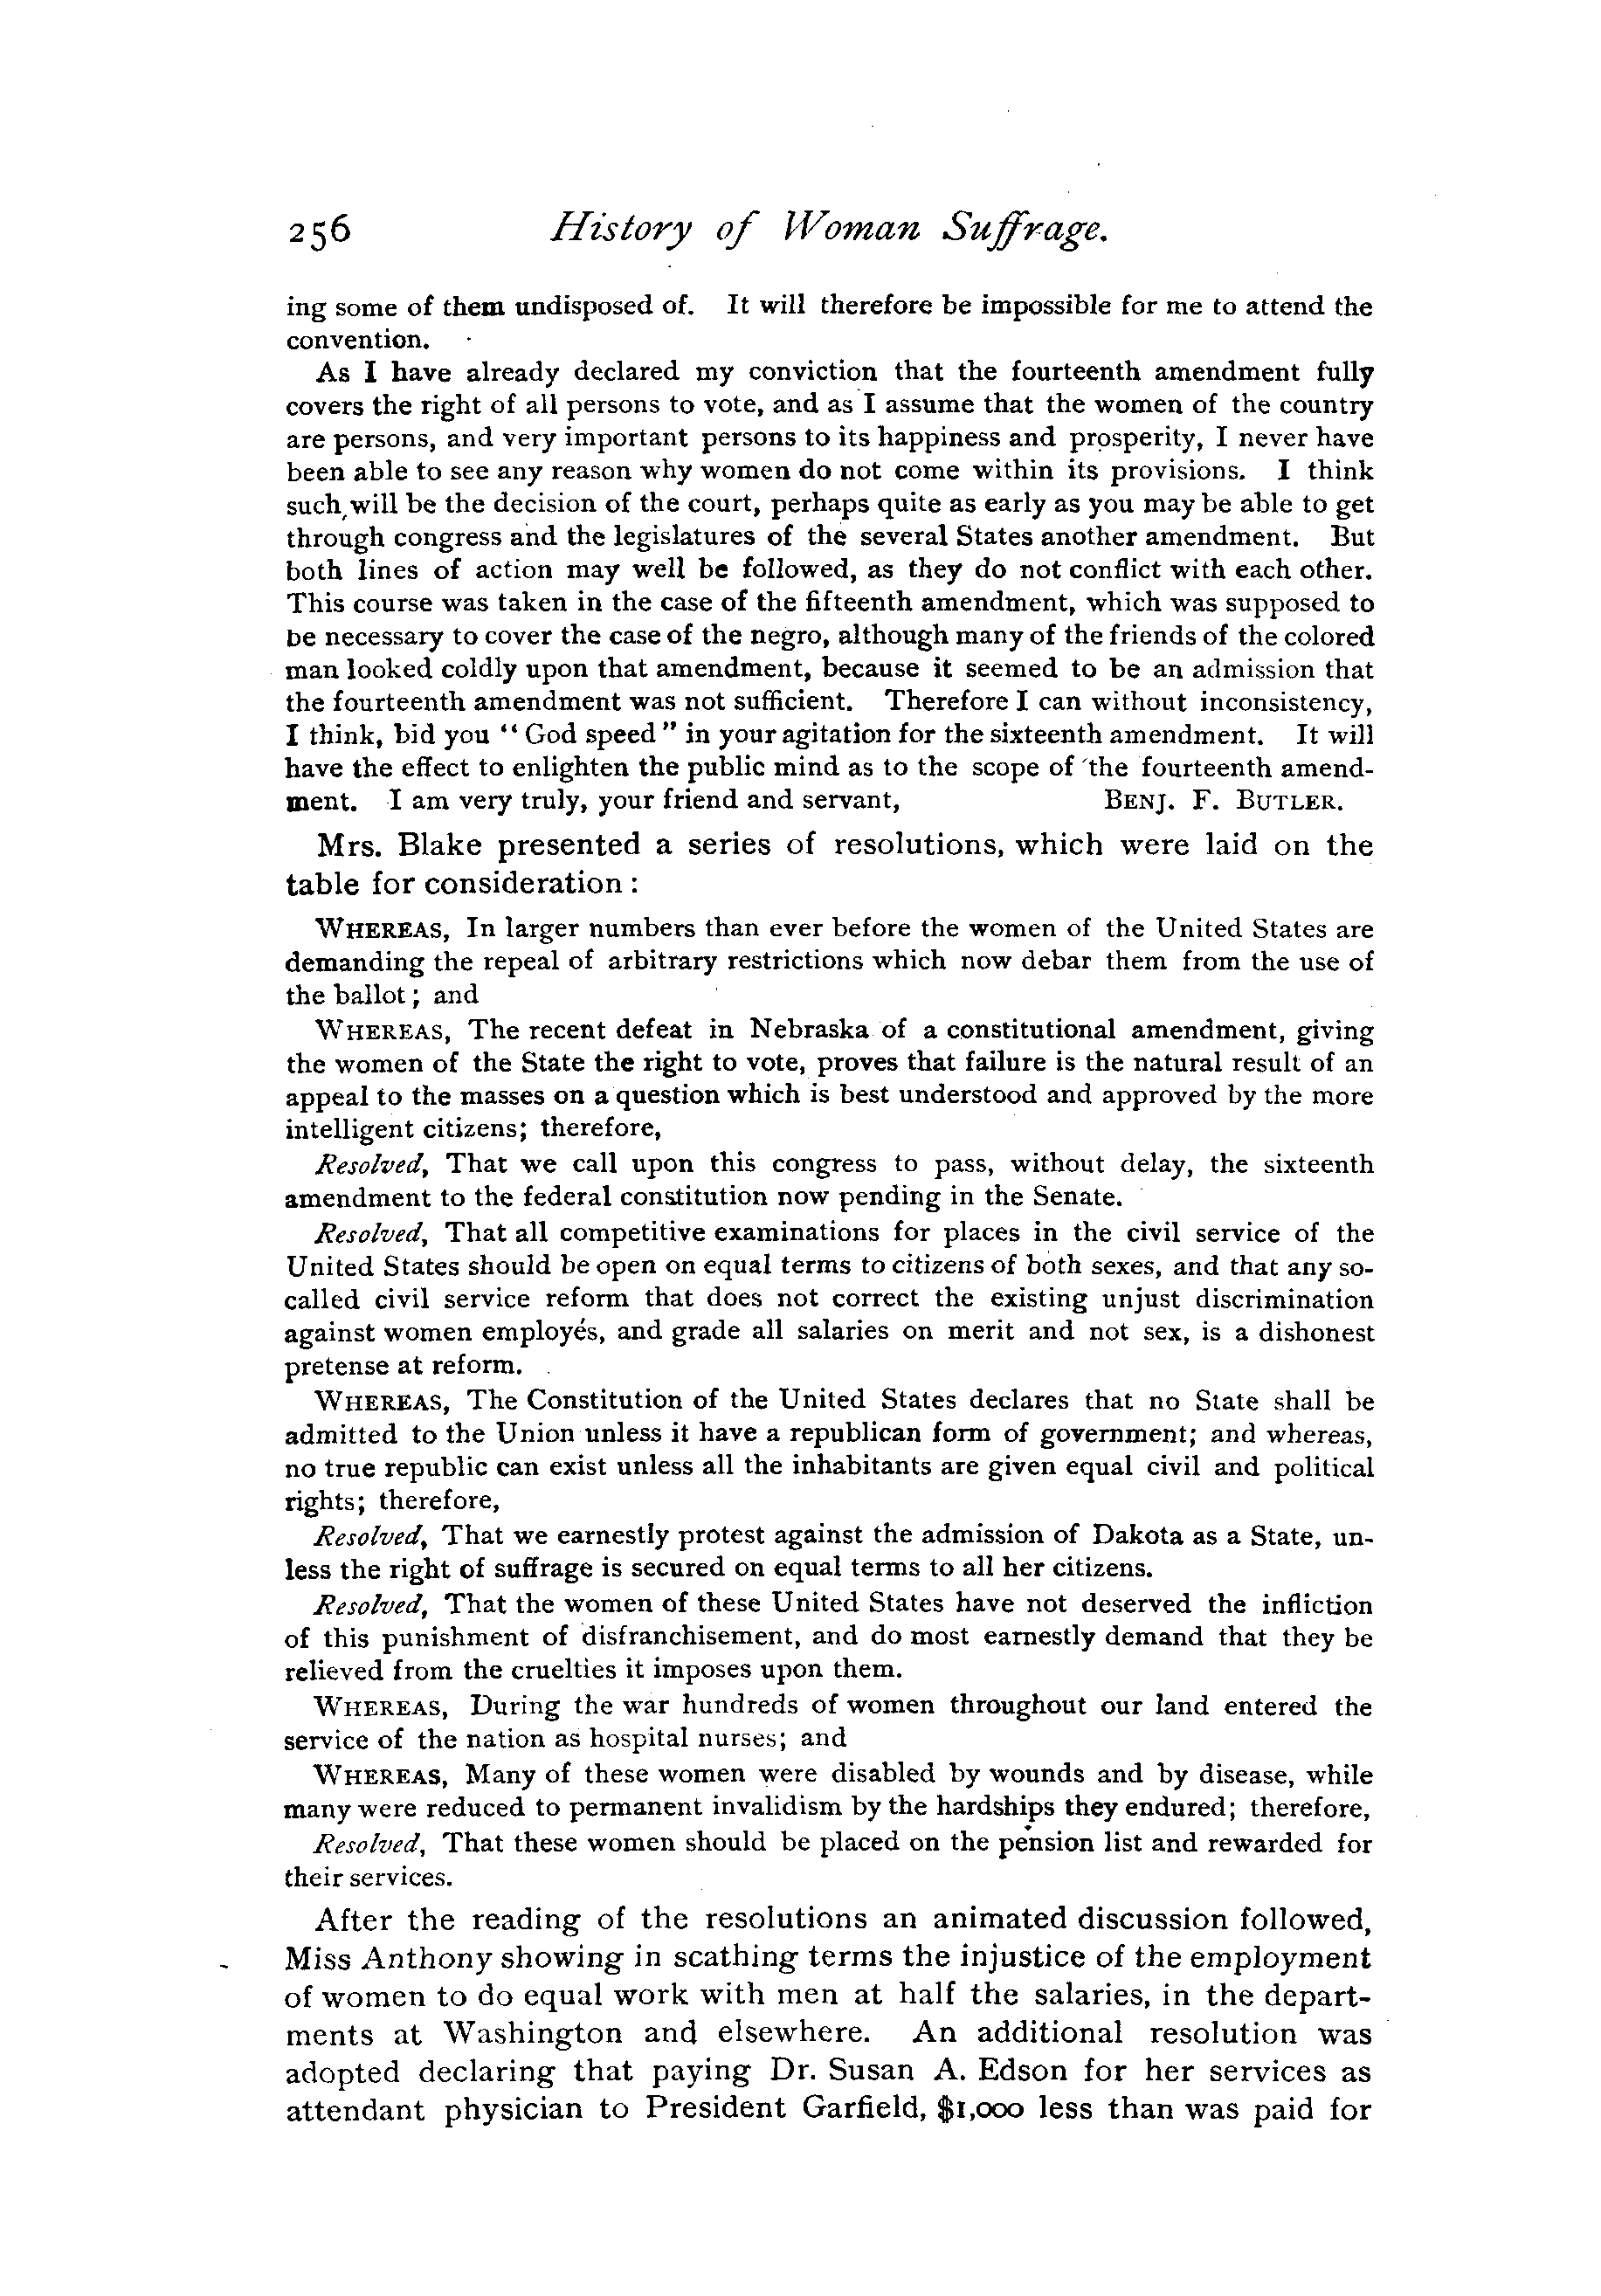 256 History of Woman Suffrage.
ing some of them undisposed of. It will therefore be impossible for me to attend the
convention.
As I have already declared my conviction that the fourteenth amendment fully
covers the right of all persons to vote, and as I assume that the women of the country
are persons, and very important persons to its happiness and prosperity, I never have
been able to see any reason why women do not come within its provisions. I think
such will be the decision of the court, perhaps quite as early as you may be able to get
through congress and the legislatures of the several States another amendment. But
both lines of action may well be followed, as they do not conflict with each other.
This course was taken in the case of the fifteenth amendment, which was supposed to
be necessary to cover the case of the negro, although many of the friends of the colored
man looked coldly upon that amendment, because it seemed to be an admission that
the fourteenth amendment was not sufficient. Therefore I can without inconsistency,
I think, bid you “God speed” in your agitation for the sixteenth amendment. It will
have the effect to enlighten the public mind as to the scope of the fourteenth amend-
ment. I am very truly, your friend and servant, BENJ. F. BUTLER.
Mrs. Blake presented a series of resolutions, which were laid on the
table for consideration :
WHEREAS, In larger numbers than ever before the women of the United States are
demanding the repeal of arbitrary restrictions which now debar them from the use of
the ballot; and
WHEREAS, The recent defeat in Nebraska of a constitutional amendment, giving
the women of the State the right to vote, proves that failure is the natural result of an
appeal to the masses on a question which is best understood and approved by the more
intelligent citizens; therefore,
Resolved, That we call upon this congress to pass, without delay, the sixteenth
amendment to the federal constitution now pending in the Senate.
Resolved, That all competitive examinations for places in the civil service of the
United States should be open on equal terms to citizens of both sexes, and that any so-
called civil service reform that does not correct the existing unjust discrimination
against women employés, and grade all salaries on merit and not sex, is a dishonest
pretense at reform.
WHEREAS, The Constitution of the United States declares that no State shall be
admitted to the Union unless it have a republican form of government; and whereas,
no true republic can exist unless all the inhabitants are given equal civil and political
rights; therefore,
Resolved, That we earnestly protest against the admission of Dakota as a State, un-
less the right of suffrage is secured on equal terms to all her citizens.
Resolved, That the women of these United States have not deserved the infliction
of this punishment of disfranchisement, and do most earnestly demand that they be
relieved from the cruelties it imposes upon them.
WHEREAS, During the war hundreds of women throughout our land entered the
service of the nation as hospital nurses; and
WHEREAS, Many of these women were disabled by wounds and by disease, while
many were reduced to permanent invalidism by the hardships they endured; therefore,
Resolved, That these women should be placed on the pension list and rewarded for
their services.
After the reading of the resolutions an animated discussion followed,
Miss Anthony showing in scathing terms the injustice of the employment
of women to do equal work with men at half the salaries, in the depart-
ments at Washington and elsewhere. An additional resolution was
adopted declaring that paying Dr. Susan A. Edson for her services as
attendant physician to President Garfield, $1,000 less than was paid for